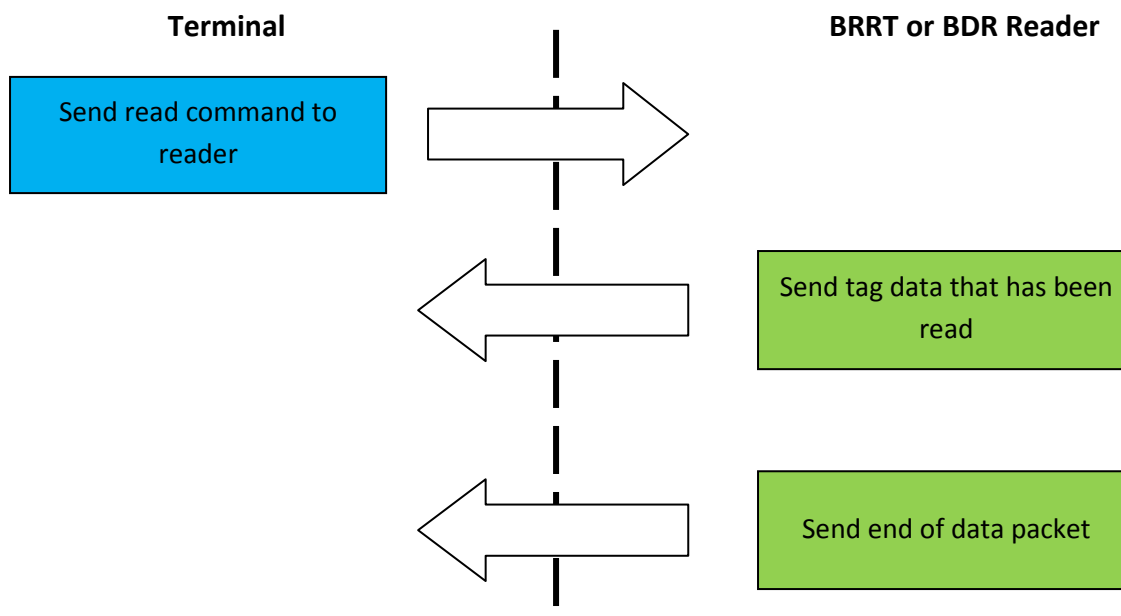 Terminal
BRRT or BDR Reader
Send read command to
reader
Send tag data that has been
read
Send end of data packet